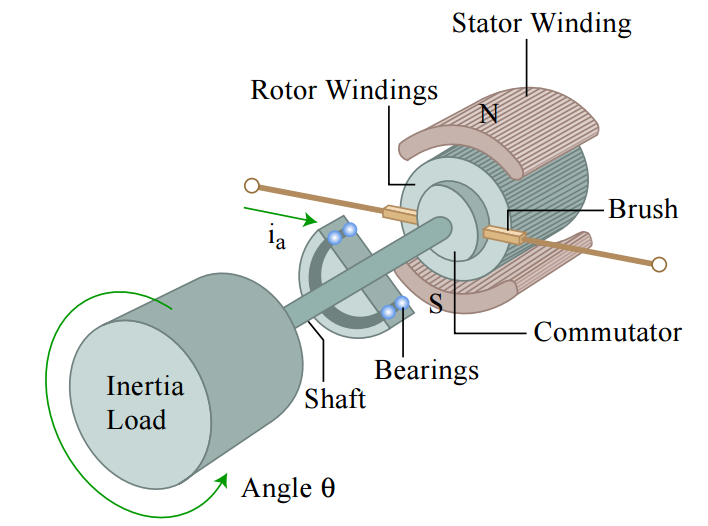 Stator Winding
Rotor Windings
N
Brush
iₐ
S
Commutator
Bearings
Shaft
Inertia
Load
Angle θ